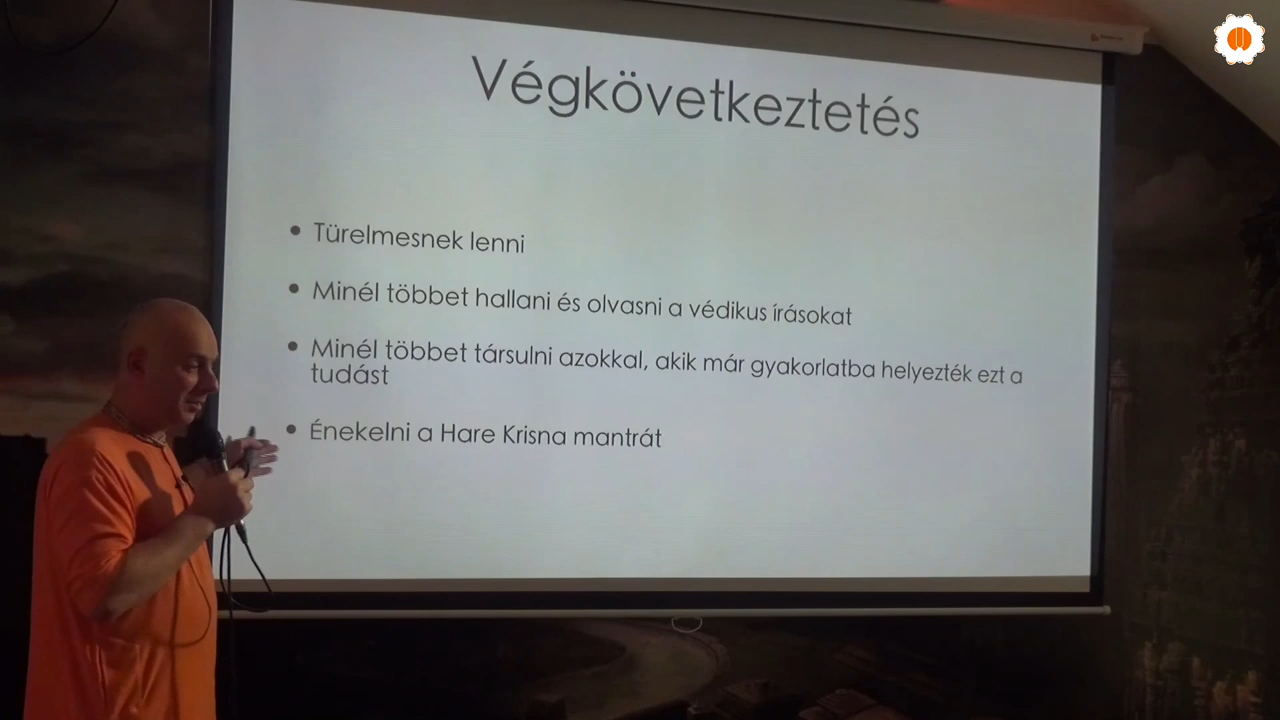 Végkövetkeztetés
• Türelmesnek lenni
• Minél többet hallani és olvasni a védikus írásokat
• Minél többet társulni azokkal, akik már gyakorlatba helyezték ezt a
tudást
• Énekelni a Hare Krisna mantrát